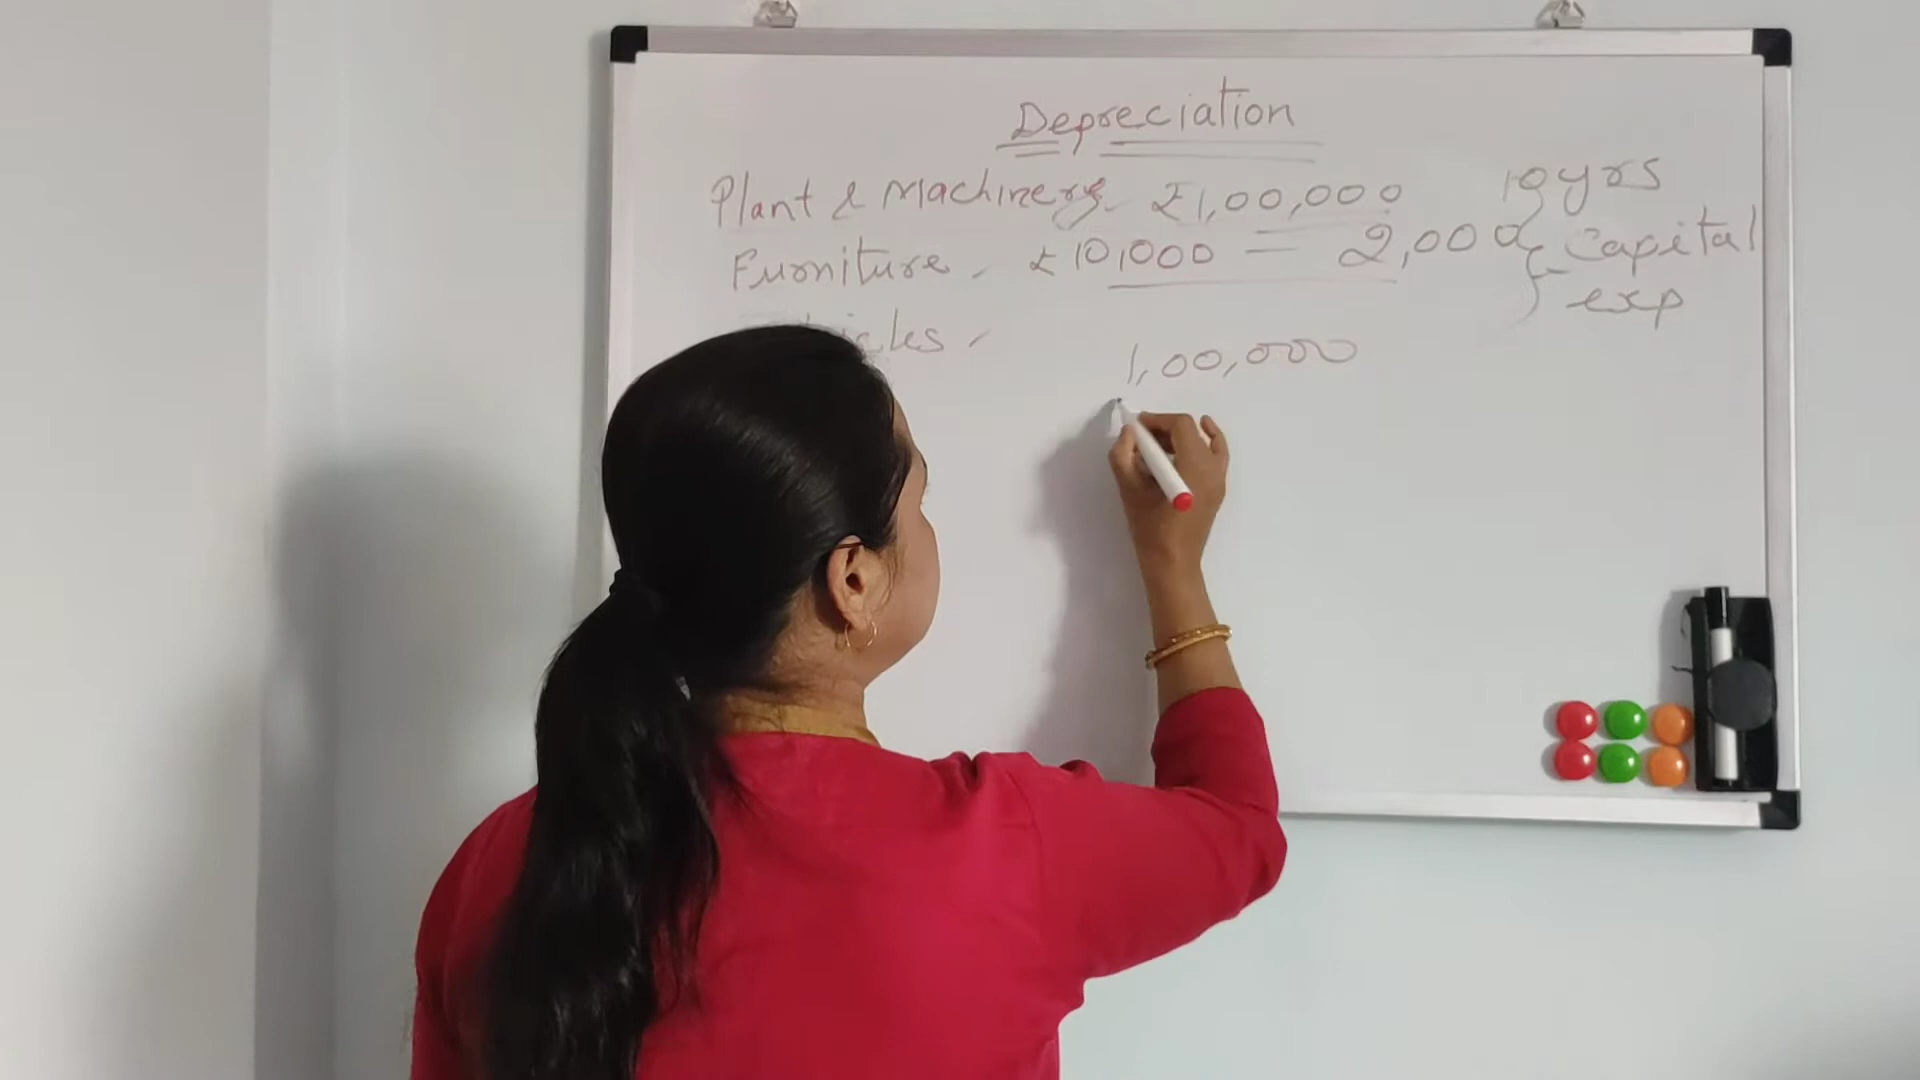 Depreciation
Plant & Machinery - ₹1,00,000 10yrs
Furniture - ₹10,000 = 2,000 } Capital
exp
1,00,000